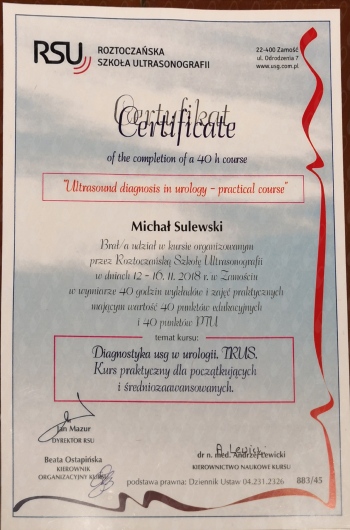 RSU ROZTOCZAŃSKA
SZKOŁA ULTRASONOGRAFII
22-400 Zamość
ul. Odrodzenia 7
www.usg.com.pl
Certyfikat
Certificate
of the completion of a 40 h course
"Ultrasound diagnosis in urology - practical course"
Michał Sulewski
Brał/a udział w kursie organizowanym
przez Roztoczańską Szkołę Ultrasonografii
w dniach 12 - 16. 11. 2018 r. w Zamościu
w wymiarze 40 godzin wykładów i zajęć praktycznych
mającym wartość 40 punktów edukacyjnych
i 40 punktów PTU
temat kursu:
Diagnostyka usg w urologii. TRUS.
Kurs praktyczny dla początkujących
i średniozaawansowanych.
Jan Mazur
DYREKTOR RSU
Beata Ostapińska
KIEROWNIK
ORGANIZACYJNY KURSU
dr n. med. Andrzej Lewicki
KIEROWNICTWO NAUKOWE KURSU
podstawa prawna: Dziennik Ustaw 04.231.2326
883/45